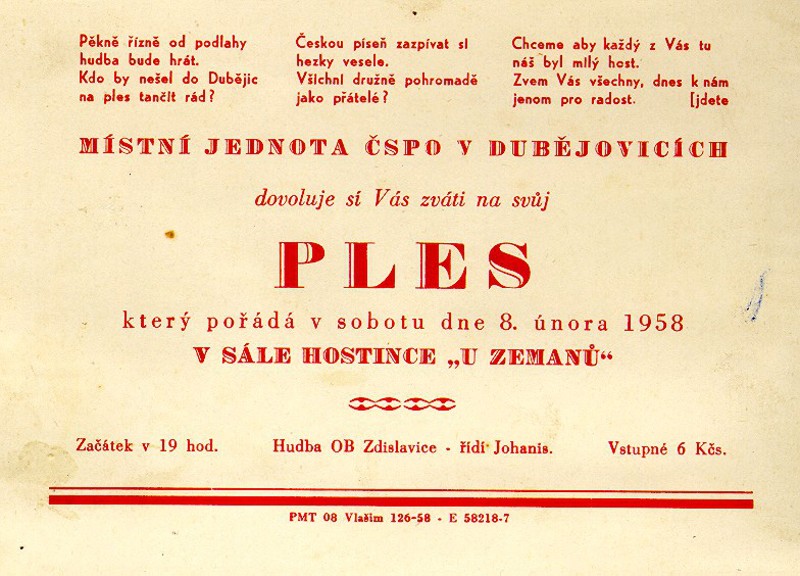 Pěkně řízně od podlahy
hudba bude hrát.
Kdo by nešel do Dubějic
na ples tančit rád?
Českou píseň zazpívat si
hezky vesele.
Všichni družně pohromadě
jako přátelé?
Chceme aby každý z Vás tu
náš byl milý host.
Zvem Vás všechny, dnes k nám
jenom pro radost. [jdete
MÍSTNÍ JEDNOTA ČSPO V DUBĚJOVICÍCH
dovoluje sí Vás zváti na svůj
PLES
který pořádá v sobotu dne 8. února 1958
V SÁLE HOSTINCE „U ZEMANŮ“
Začátek v 19 hod. Hudba OB Zdislavice - řídí Johanis. Vstupné 6 Kčs.
PMT 08 Vlašim 126-58 - E 58218-7